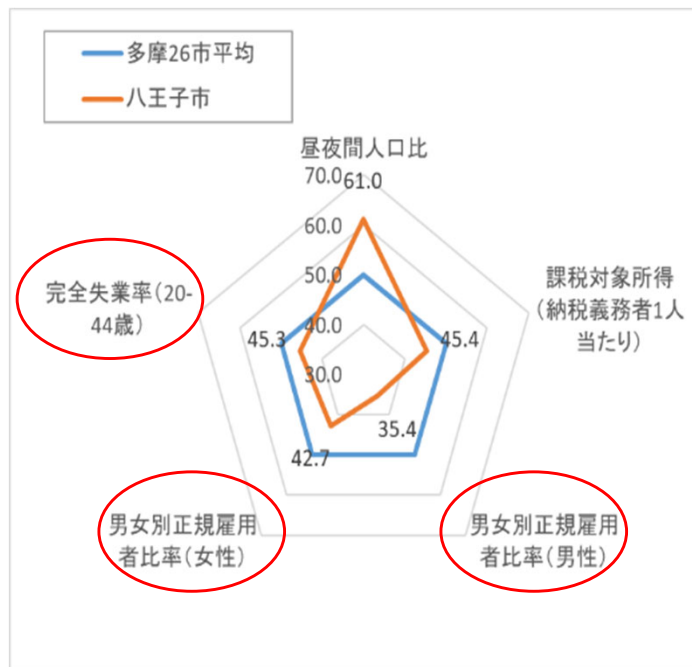 多摩26市平均
八王子市
昼夜間人口比
70.0
61.0
60.0
50.0
40.0
30.0
課税対象所得
(納税義務者1人
当たり)
完全失業率(20-
44歳)
45.3
45.4
35.4
42.7
男女別正規雇用
者比率(女性)
男女別正規雇用
者比率(男性)